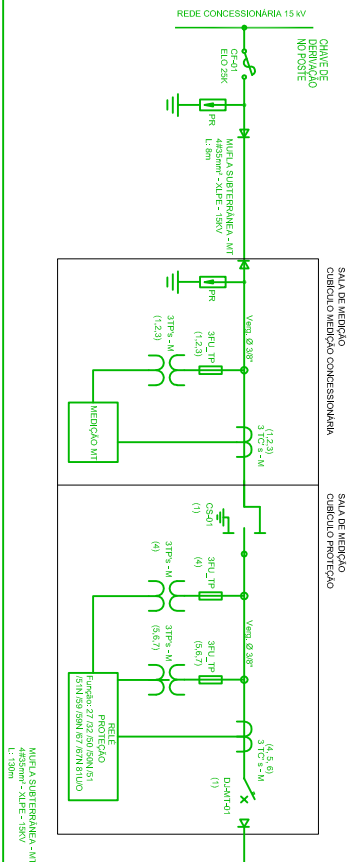 REDE CONCESSIONÁRIA 15 kV
CHAVE DE
DERIVAÇÃO
NO POSTE
CF-01
ELO 25K
PR
MUFLA SUBTERRÂNEA - MT
4#35mm² - XLPE - 15KV
L: 8m
SALA DE MEDIÇÃO
CUBÍCULO MEDIÇÃO CONCESSIONÁRIA
PR
Verg. Ø 3/8"
3FU_TP
(1,2,3)
3TP's - M
(1,2,3)
(1,2,3)
3 TC's - M
MEDIÇÃO MT
SALA DE MEDIÇÃO
CUBÍCULO PROTEÇÃO
CS-01
(1)
3FU_TP
(4)
3TP's - M
(4)
Verg. Ø 3/8"
3FU_TP
(5,6,7)
3TP's - M
(5,6,7)
(4, 5, 6)
3 TC's - M
DJ-MT-01
(1)
RELÉ
PROTEÇÃO
Função: 27 /32 /50 /50N /51
/51N /59 /59N /67 /67N 81U/O
MUFLA SUBTERRÂNEA - MT
4#35mm² - XLPE - 15KV
L: 130m